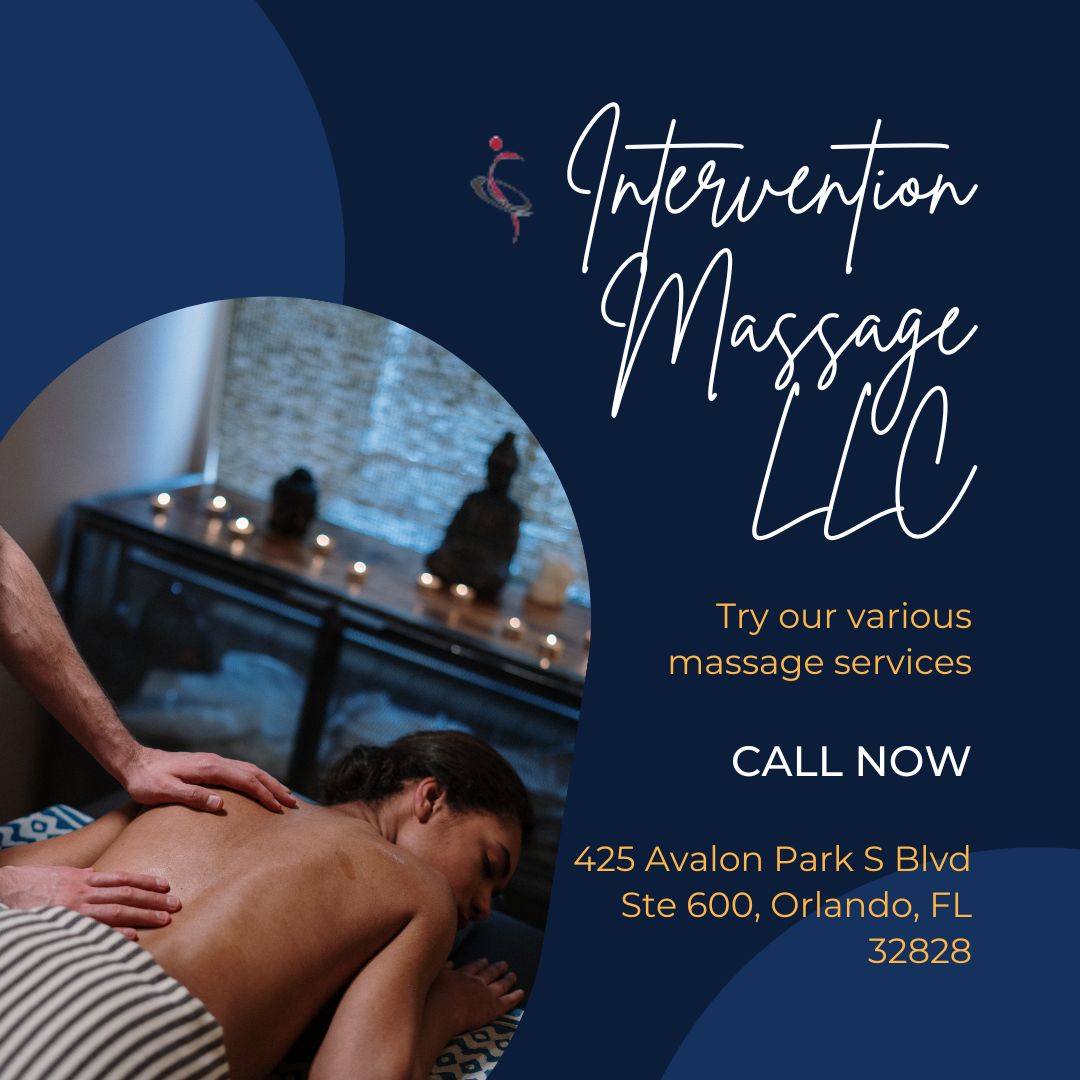 Intervention
Massage
LLC
Try our various
massage services
CALL NOW
425 Avalon Park S Blvd
Ste 600, Orlando, FL
32828